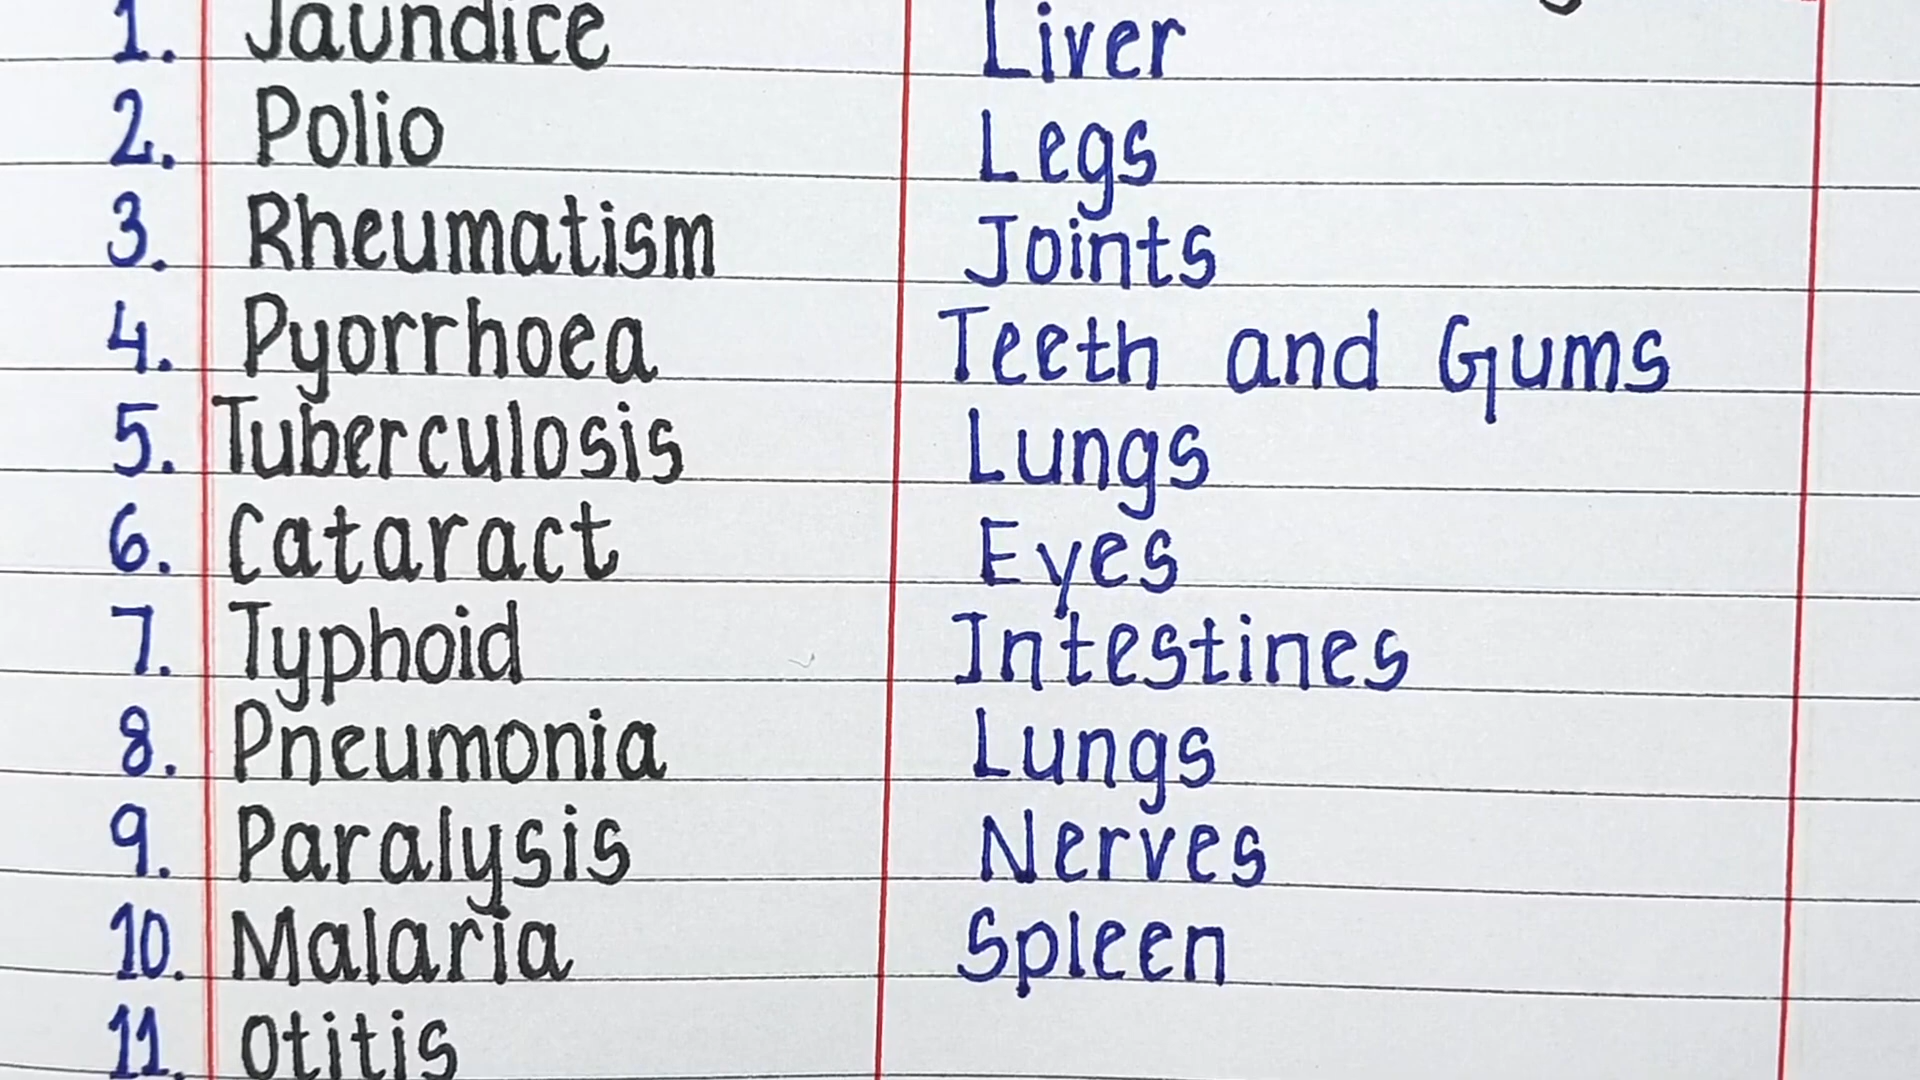 1. Jaundice Liver
2. Polio Legs
3. Rheumatism Joints
4. Pyorrhoea Teeth and Gums
5. Tuberculosis Lungs
6. Cataract Eyes
7. Typhoid Intestines
8. Pneumonia Lungs
9. Paralysis Nerves
10. Malaria Spleen
11. Otitis